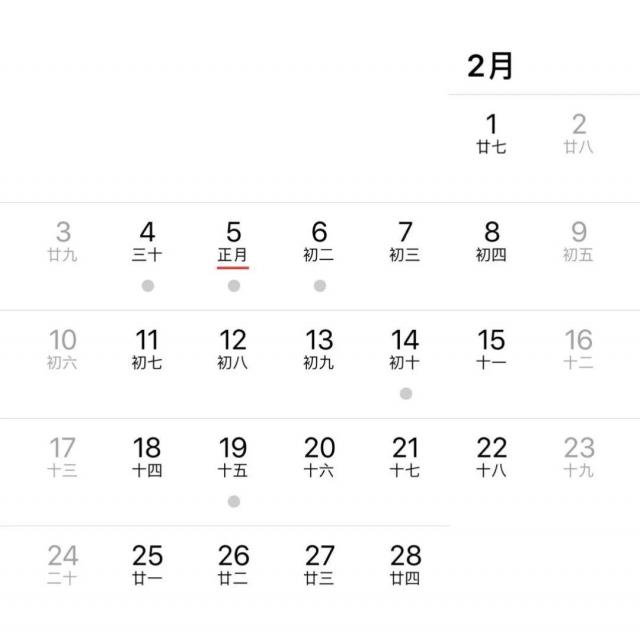 2月
1 2
廿七 廿八
3 4 5 6 7 8 9
廿九 三十 正月 初二 初三 初四 初五
10 11 12 13 14 15 16
初六 初七 初八 初九 初十 十一 十二
17 18 19 20 21 22 23
十三 十四 十五 十六 十七 十八 十九
24 25 26 27 28
二十 廿一 廿二 廿三 廿四